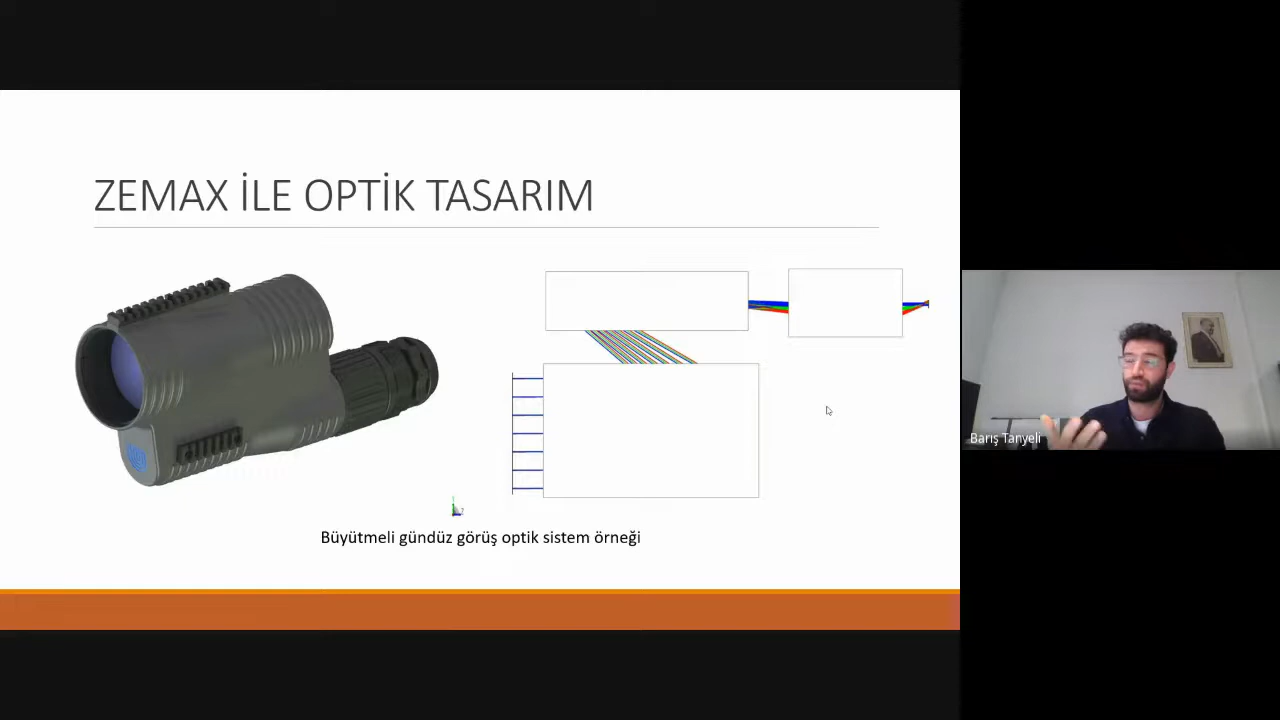 ZEMAX İLE OPTİK TASARIM
Büyütmeli gündüz görüş optik sistem örneği
Barış Tanyeli